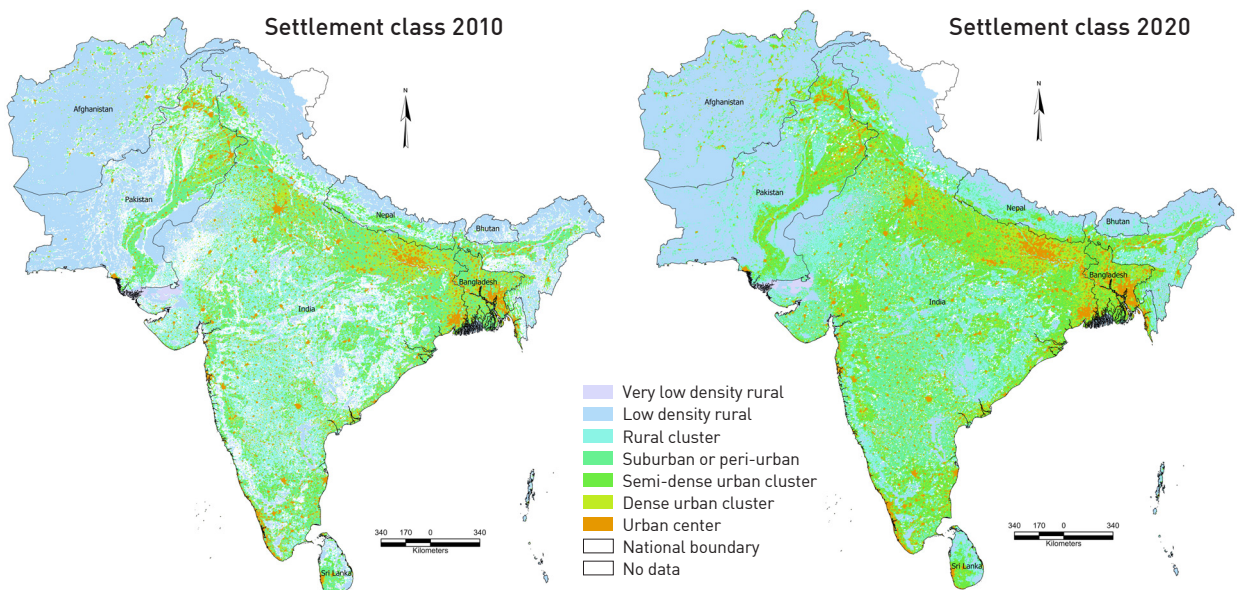 Settlement class 2010
N
Afghanistan
Pakistan
Nepal
Bhutan
Bangladesh
India
Sri Lanka
340 170 0 340
Kilometers
Very low density rural
Low density rural
Rural cluster
Suburban or peri-urban
Semi-dense urban cluster
Dense urban cluster
Urban center
National boundary
No data
Settlement class 2020
N
Afghanistan
Pakistan
Nepal
Bhutan
Bangladesh
India
Sri Lanka
340 170 0 340
Kilometers